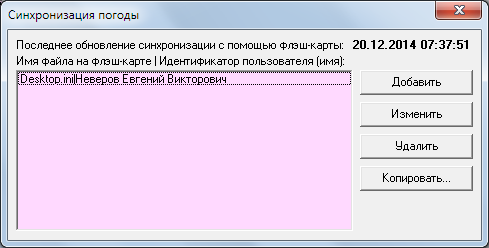 Синхронизация погоды
Последнее обновление синхронизации с помощью Флэш-карты: 20.12.2014 07:37:51
Имя Файла на Флэш-карте | Идентификатор пользователя (имя):
Desktop.ini|Неверов Евгений Викторович
Добавить
Изменить
Удалить
Копировать...